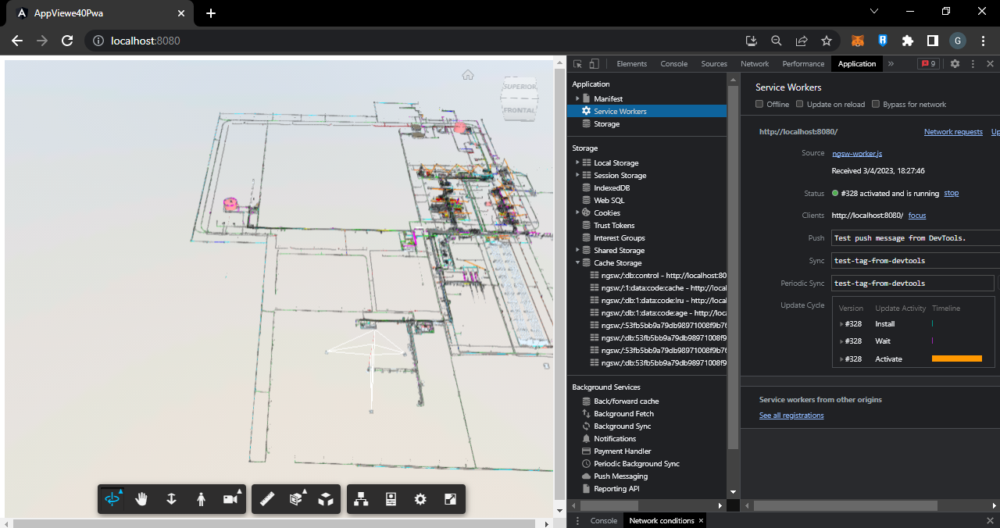 AppViewe40Pwa
localhost:8080
G
SUPERIOR
FRONTAL
Elements Console Sources Network Performance Application 9
Application
Manifest
Service Workers
Storage
Storage
Local Storage
Session Storage
IndexedDB
Web SQL
Cookies
Trust Tokens
Interest Groups
Shared Storage
Cache Storage
ngsw:/:db:control - http://localhost:80
ngsw:/:1:data:code:cache - http://local
ngsw:/:db:1:data:code:lru - http://local
ngsw:/:db:1:data:code:age - http://loc
ngsw:/:53fb5bb9a79db98971008f9b76
ngsw:/:db:53fb5bb9a79db98971008f9
ngsw:/:53fb5bb9a79db98971008f9b76
ngsw:/:db:53fb5bb9a79db98971008f9
Background Services
Back/forward cache
Background Fetch
Background Sync
Notifications
Payment Handler
Periodic Background Sync
Push Messaging
Reporting API
Service Workers
Offline Update on reload Bypass for network
http://localhost:8080/ Network requests Up
Source ngsw-worker.js
Received 3/4/2023, 18:27:46
Status #328 activated and is running stop
Clients http://localhost:8080/ focus
Push Test push message from DevTools.
Sync test-tag-from-devtools
Periodic Sync test-tag-from-devtools
Update Cycle Version Update Activity Timeline
#328 Install
#328 Wait
#328 Activate
Service workers from other origins
See all registrations
Console Network conditions